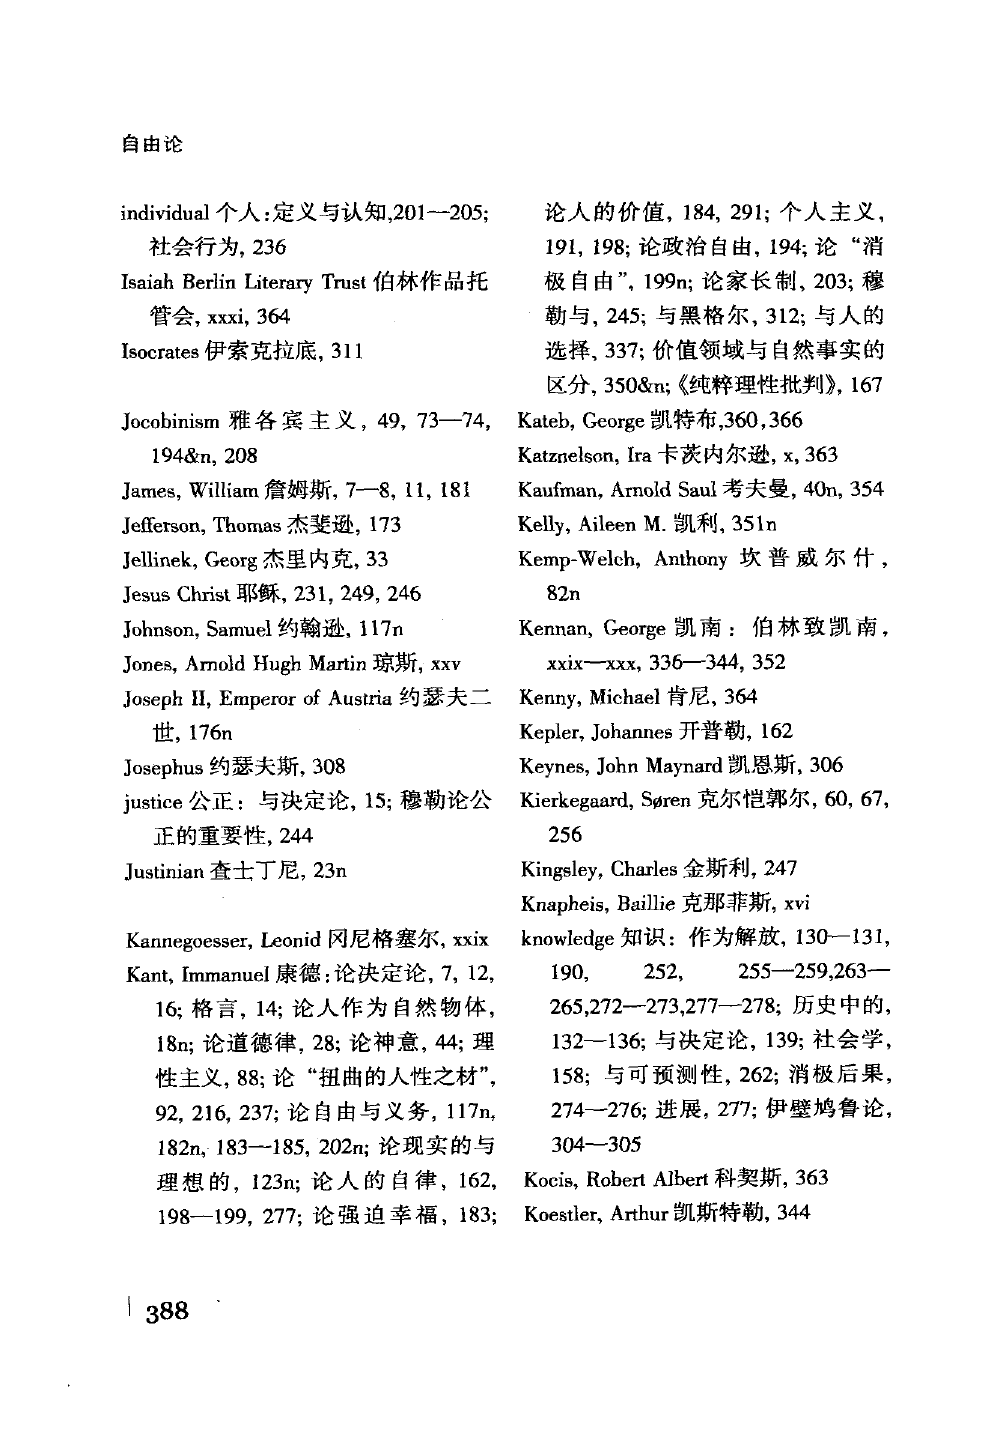 自由论
individual 个人:定义与认知,201—205;
社会行为, 236
Isaiah Berlin Literary Trust 伯林作品托
管会, xxxi, 364
Isocrates 伊索克拉底, 311
Jocobinism 雅各宾主义, 49, 73—74,
194&n, 208
James, William 詹姆斯, 7—8, 11, 181
Jefferson, Thomas 杰斐逊, 173
Jellinek, Georg 杰里内克, 33
Jesus Christ 耶稣, 231, 249, 246
Johnson, Samuel 约翰逊, 117n
Jones, Arnold Hugh Martin 琼斯, xxv
Joseph II, Emperor of Austria 约瑟夫二
世, 176n
Josephus 约瑟夫斯, 308
justice 公正: 与决定论, 15; 穆勒论公
正的重要性, 244
Justinian 查士丁尼, 23n
Kannegoesser, Leonid 冈尼格塞尔, xxix
Kant, Immanuel 康德:论决定论, 7, 12,
16; 格言, 14; 论人作为自然物体,
18n; 论道德律, 28; 论神意, 44; 理
性主义, 88; 论 “扭曲的人性之材”,
92, 216, 237; 论自由与义务, 117n,
182n, 183—185, 202n; 论现实的与
理想的, 123n; 论人的自律, 162,
198—199, 277; 论强迫幸福, 183;
论人的价值, 184, 291; 个人主义,
191, 198; 论政治自由, 194; 论 “消
极自由”, 199n; 论家长制, 203; 穆
勒与, 245; 与黑格尔, 312; 与人的
选择, 337; 价值领域与自然事实的
区分, 350&n;《纯粹理性批判》, 167
Kateb, George 凯特布,360,366
Katznelson, Ira 卡茨内尔逊, x, 363
Kaufman, Arnold Saul 考夫曼, 40n, 354
Kelly, Aileen M. 凯利, 351n
Kemp-Welch, Anthony 坎普威尔什,
82n
Kennan, George 凯南: 伯林致凯南,
xxix—xxx, 336—344, 352
Kenny, Michael 肯尼, 364
Kepler, Johannes 开普勒, 162
Keynes, John Maynard 凯恩斯, 306
Kierkegaard, Søren 克尔恺郭尔, 60, 67,
256
Kingsley, Charles 金斯利, 247
Knapheis, Baillie 克那菲斯, xvi
knowledge 知识: 作为解放, 130—131,
190, 252, 255—259,263—
265,272—273,277—278; 历史中的,
132—136; 与决定论, 139; 社会学,
158; 与可预测性, 262; 消极后果,
274—276; 进展, 277; 伊壁鸠鲁论,
304—305
Kocis, Robert Albert 科契斯, 363
Koestler, Arthur 凯斯特勒, 344
388